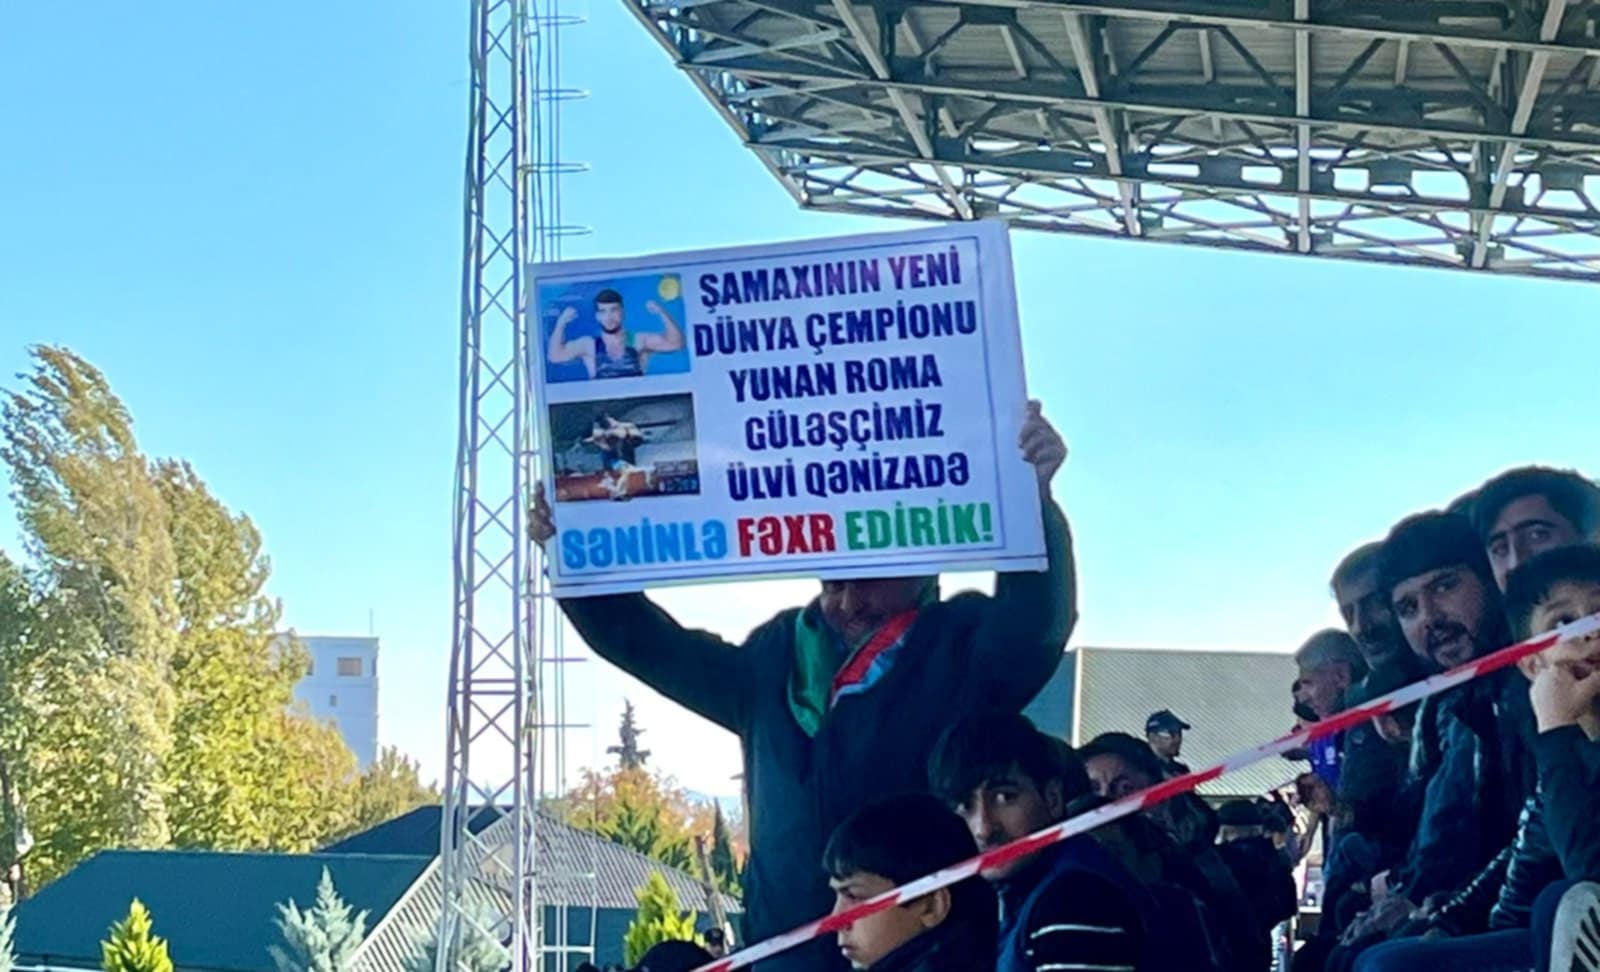 ŞAMAXININ YENİ
DÜNYA ÇEMPİONU
YUNAN ROMA
GÜLƏŞÇİMİZ
ÜLVİ QƏNİZADƏ
SƏNİNLƏ FƏXR EDİRİK!